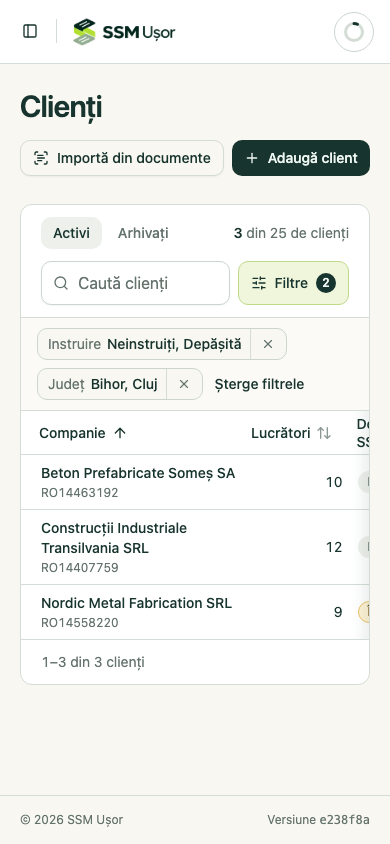 SSM Ușor
Clienți
Importă din documente
Adaugă client
Activi Arhivați 3 din 25 de clienți
Caută clienți
Filtre 2
Instruire Neinstruiți, Depășită
Județ Bihor, Cluj Șterge filtrele
Companie Lucrători
Beton Prefabricate Someș SA 10
RO14463192
Construcții Industriale
Transilvania SRL 12
RO14407759
Nordic Metal Fabrication SRL 9
RO14558220
1–3 din 3 clienți
© 2026 SSM Ușor Versiune e238f8a